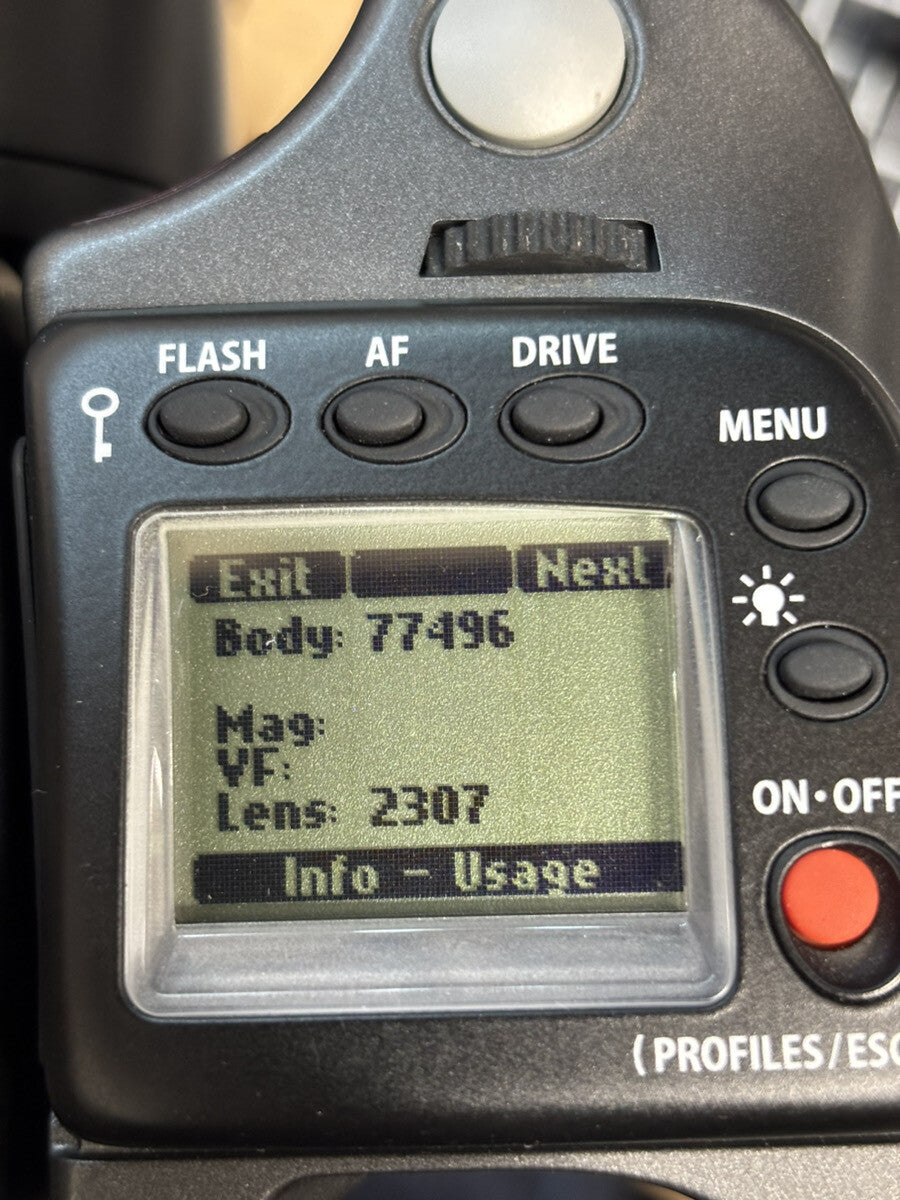 FLASH AF DRIVE
MENU
Exit Next
Body: 77496
Mag:
VF:
Lens: 2307
Info - Usage
ON•OFF
(PROFILES/ESC